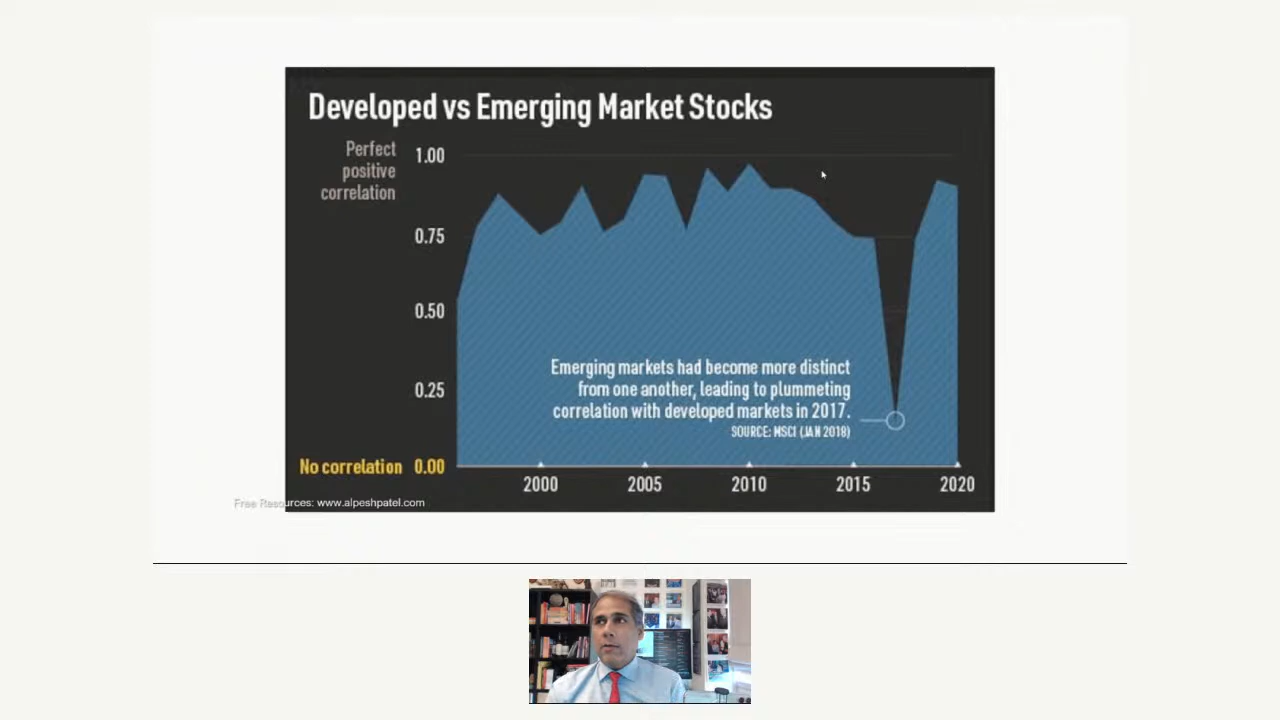 Developed vs Emerging Market Stocks
Perfect
positive
correlation
1.00
0.75
0.50
0.25
No correlation 0.00
Emerging markets had become more distinct
from one another, leading to plummeting
correlation with developed markets in 2017.
SOURCE: MSCI (JAN 2018)
2000 2005 2010 2015 2020
Free Resources: www.alpeshpatel.com